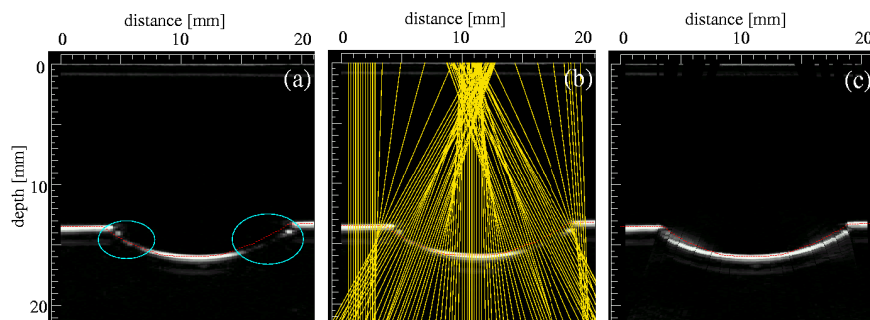 distance [mm] distance [mm] distance [mm]
0 10 20 0 10 20 0 10 20
0 (a) (b) (c)
10
20
depth [mm]